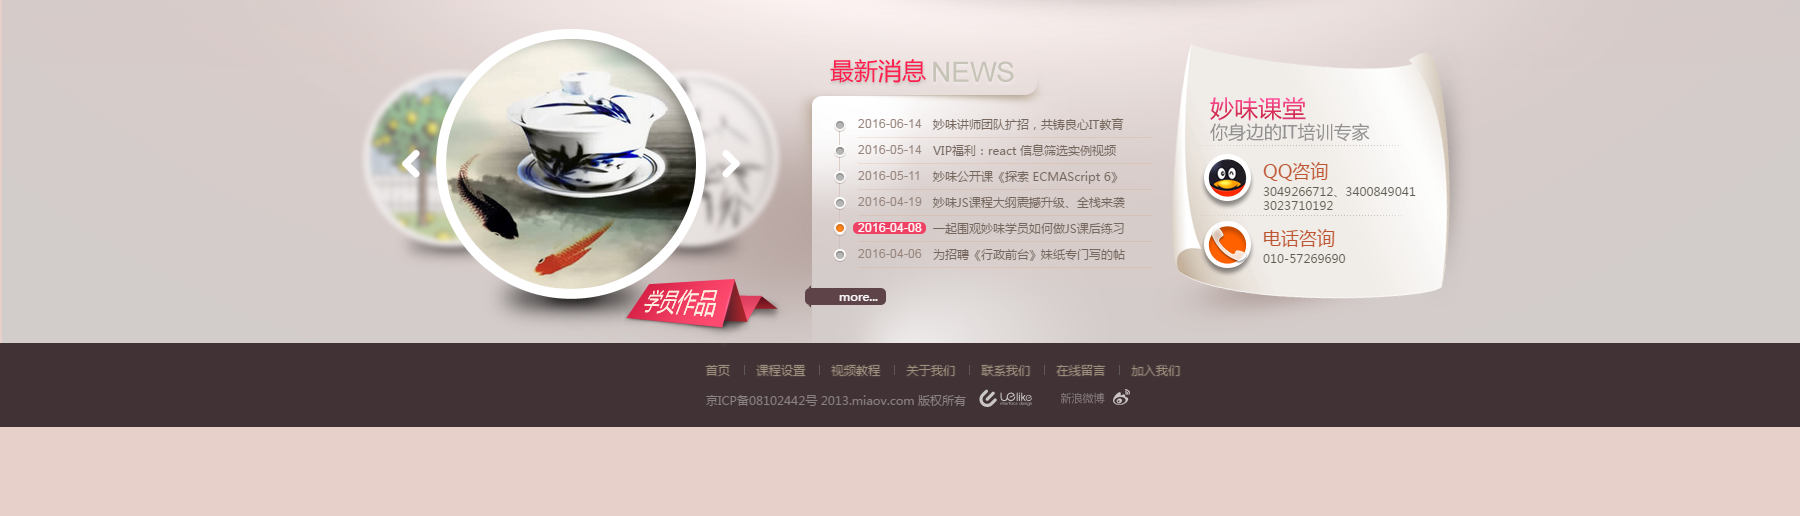 学员作品
最新消息 NEWS
2016-06-14 妙味讲师团队扩招，共铸良心IT教育
2016-05-14 VIP福利：react 信息筛选实例视频
2016-05-11 妙味公开课《探索 ECMAScript 6》
2016-04-19 妙味JS课程大纲震撼升级、全栈来袭
2016-04-08 一起围观妙味学员如何做JS课后练习
2016-04-06 为招聘《行政前台》妹纸专门写的帖
more...
妙味课堂
你身边的IT培训专家
QQ咨询
3049266712、3400849041
3023710192
电话咨询
010-57269690
首页 | 课程设置 | 视频教程 | 关于我们 | 联系我们 | 在线留言 | 加入我们
京ICP备08102442号 2013.miaov.com 版权所有 uelike interface design 新浪微博